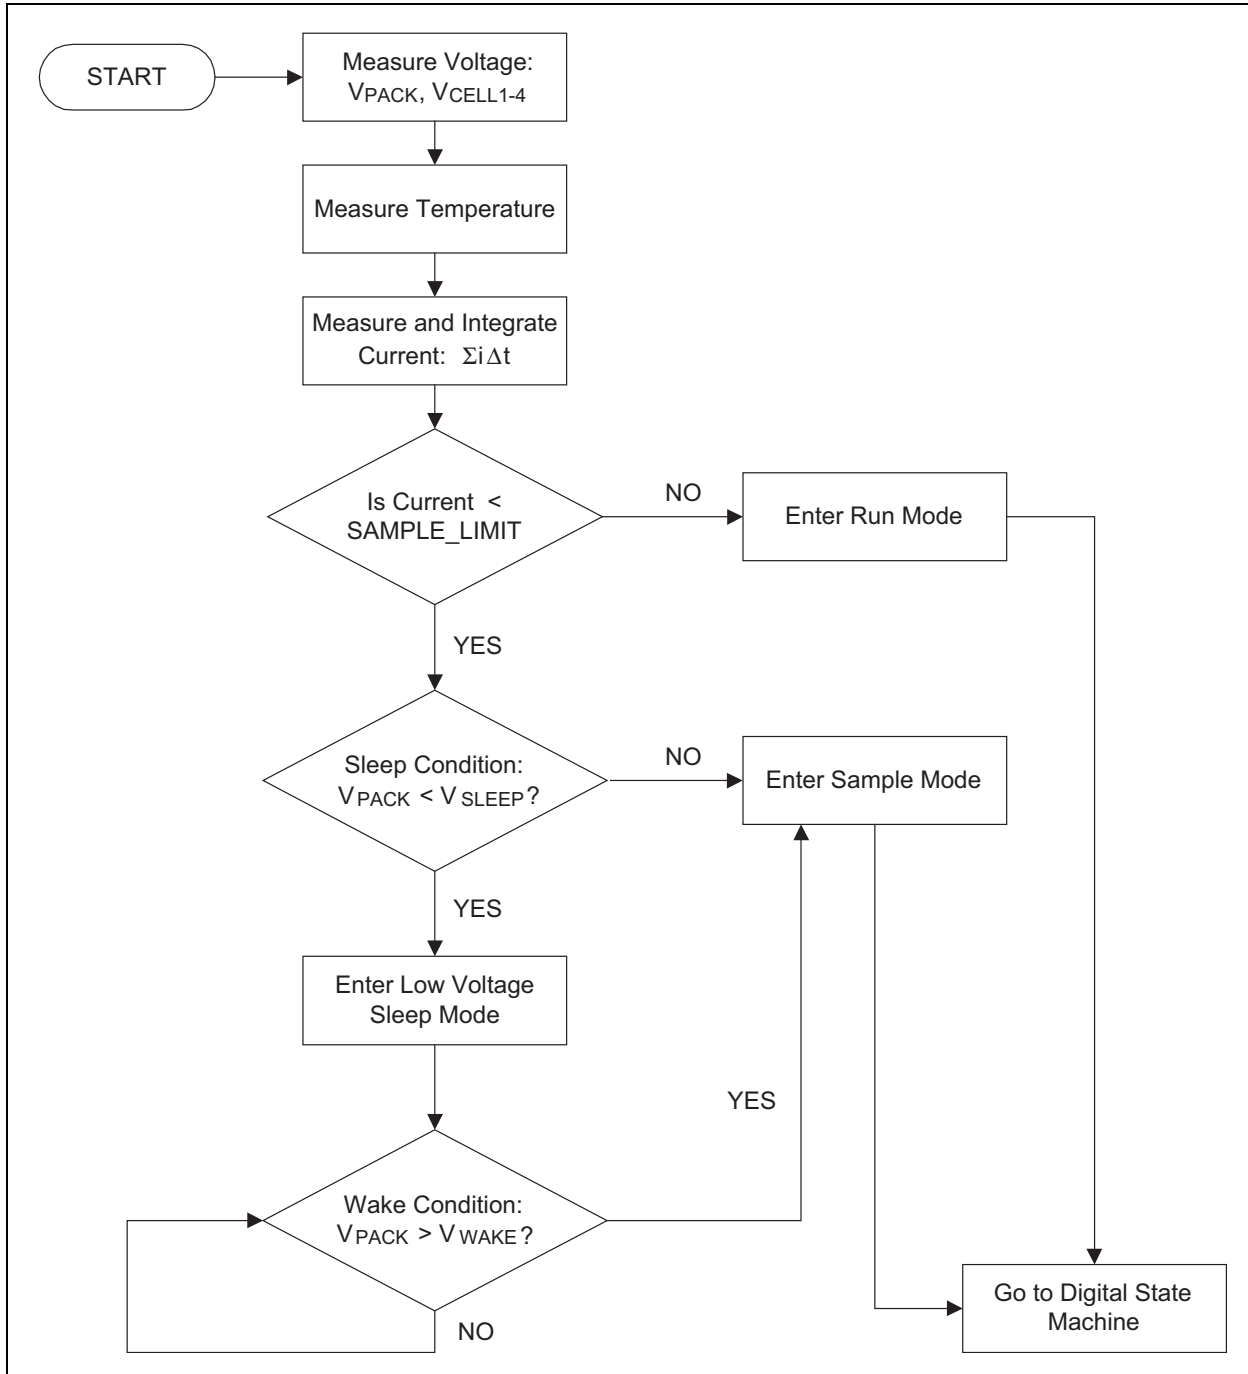 START
Measure Voltage:
VPACK, VCELL1-4
Measure Temperature
Measure and Integrate
Current: ΣiΔt
Is Current <
SAMPLE_LIMIT
NO
Enter Run Mode
YES
Sleep Condition:
VPACK < VSLEEP?
NO
Enter Sample Mode
YES
Enter Low Voltage
Sleep Mode
YES
Wake Condition:
VPACK > VWAKE?
NO
Go to Digital State
Machine